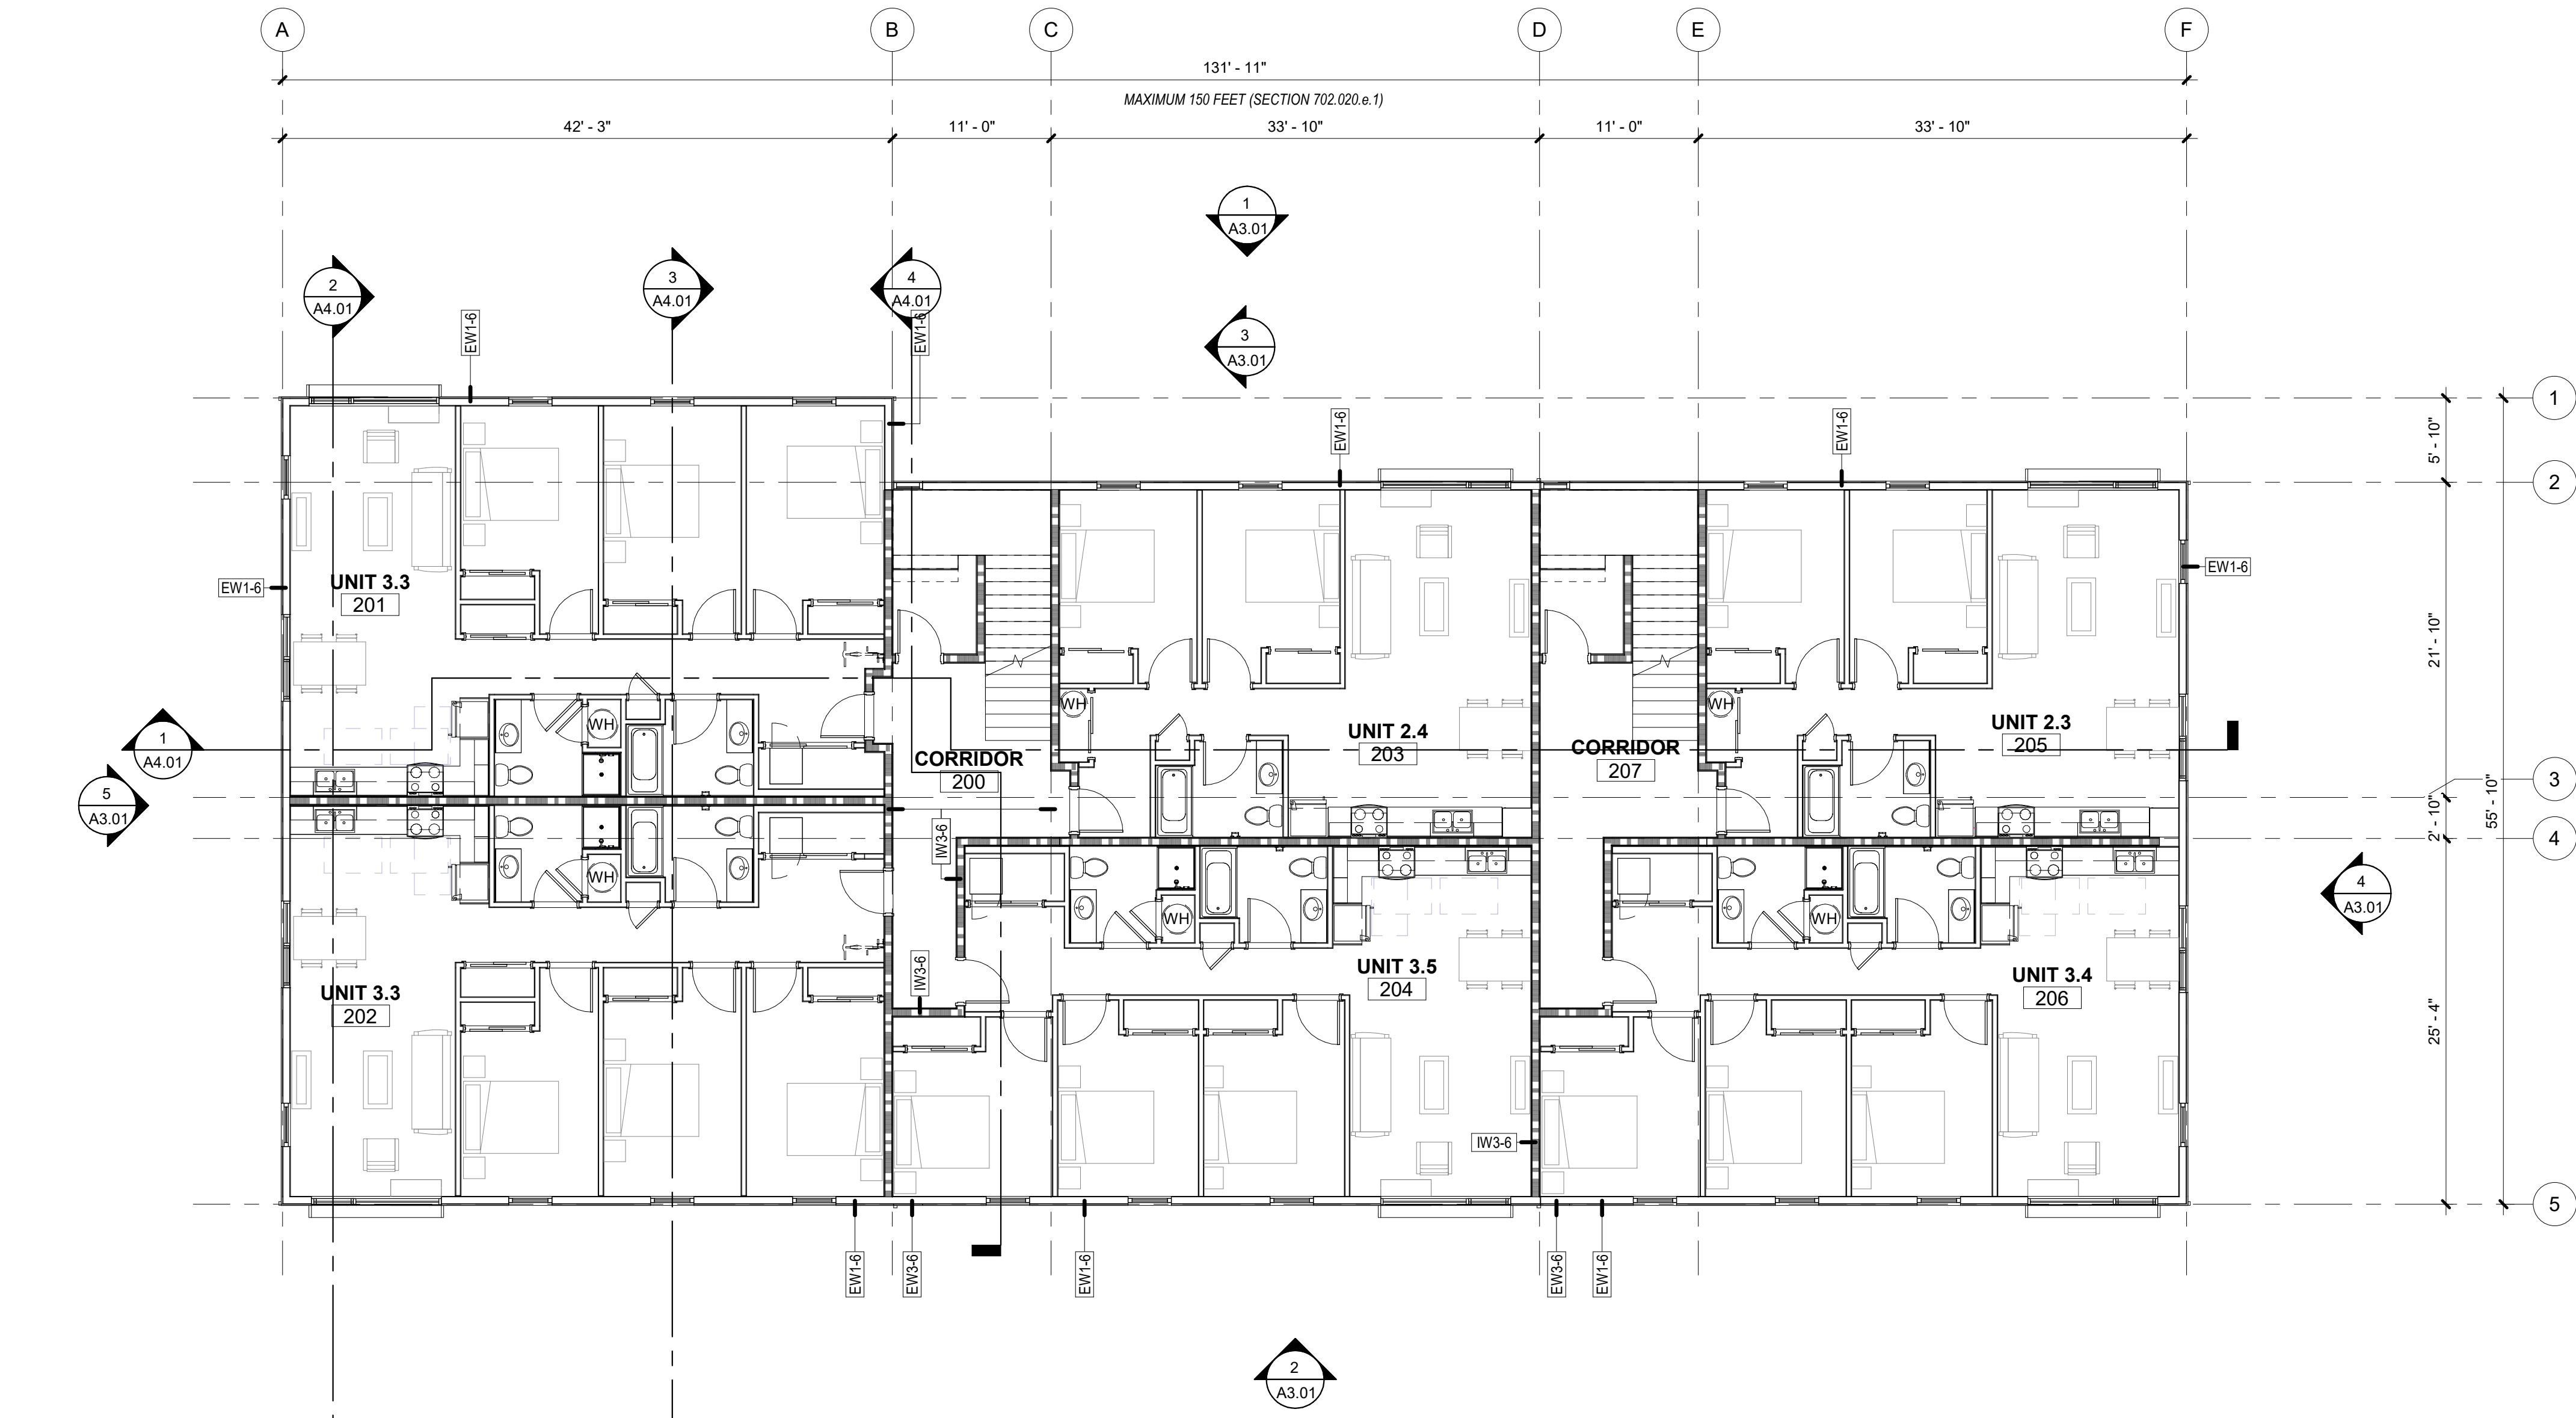 A
B
C
D
E
F
131' - 11"
MAXIMUM 150 FEET (SECTION 702.020.e.1)
42' - 3"
11' - 0"
33' - 10"
11' - 0"
33' - 10"
1
A3.01
2
A4.01
3
A4.01
4
A4.01
EW1-6
EW1-6
3
A3.01
1
5' - 10"
EW1-6
EW1-6
2
EW1-6
UNIT 3.3
201
EW1-6
21' - 10"
WH
WH
WH
UNIT 2.4
203
UNIT 2.3
205
1
A4.01
CORRIDOR
200
CORRIDOR
207
3
5
A3.01
2' - 10"
55' - 10"
4
IW3-6
WH
WH
WH
4
A3.01
IW3-6
UNIT 3.3
202
UNIT 3.5
204
UNIT 3.4
206
25' - 4"
IW3-6
5
EW1-6
EW3-6
EW1-6
EW3-6
EW1-6
2
A3.01